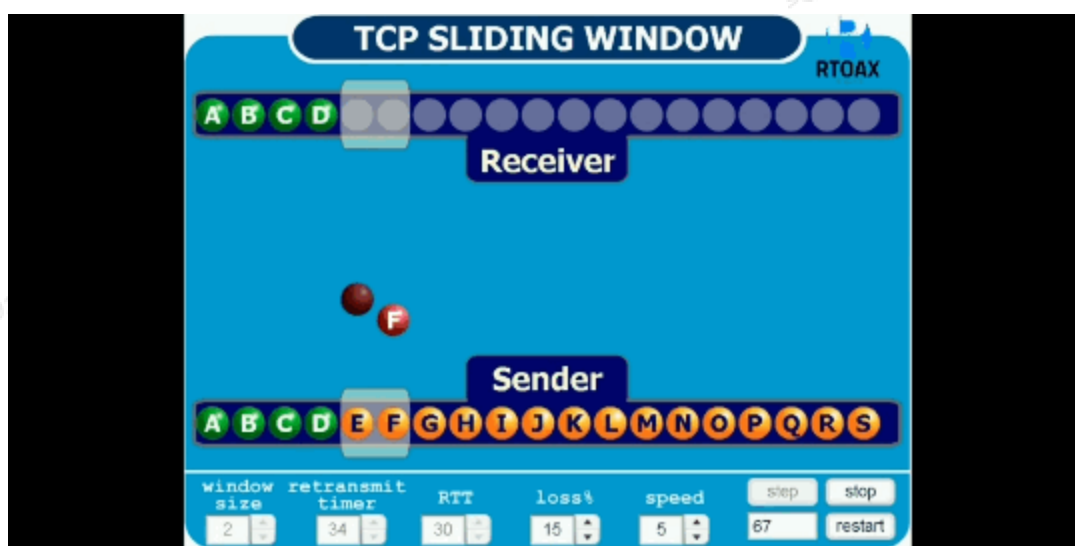 TCP SLIDING WINDOW
RTOAX
A B C D
Receiver
F
Sender
A B C D E F G H I J K L M N O P Q R S
window size
retransmit timer
RTT
loss%
speed
step
stop
2
34
30
15
5
67
restart